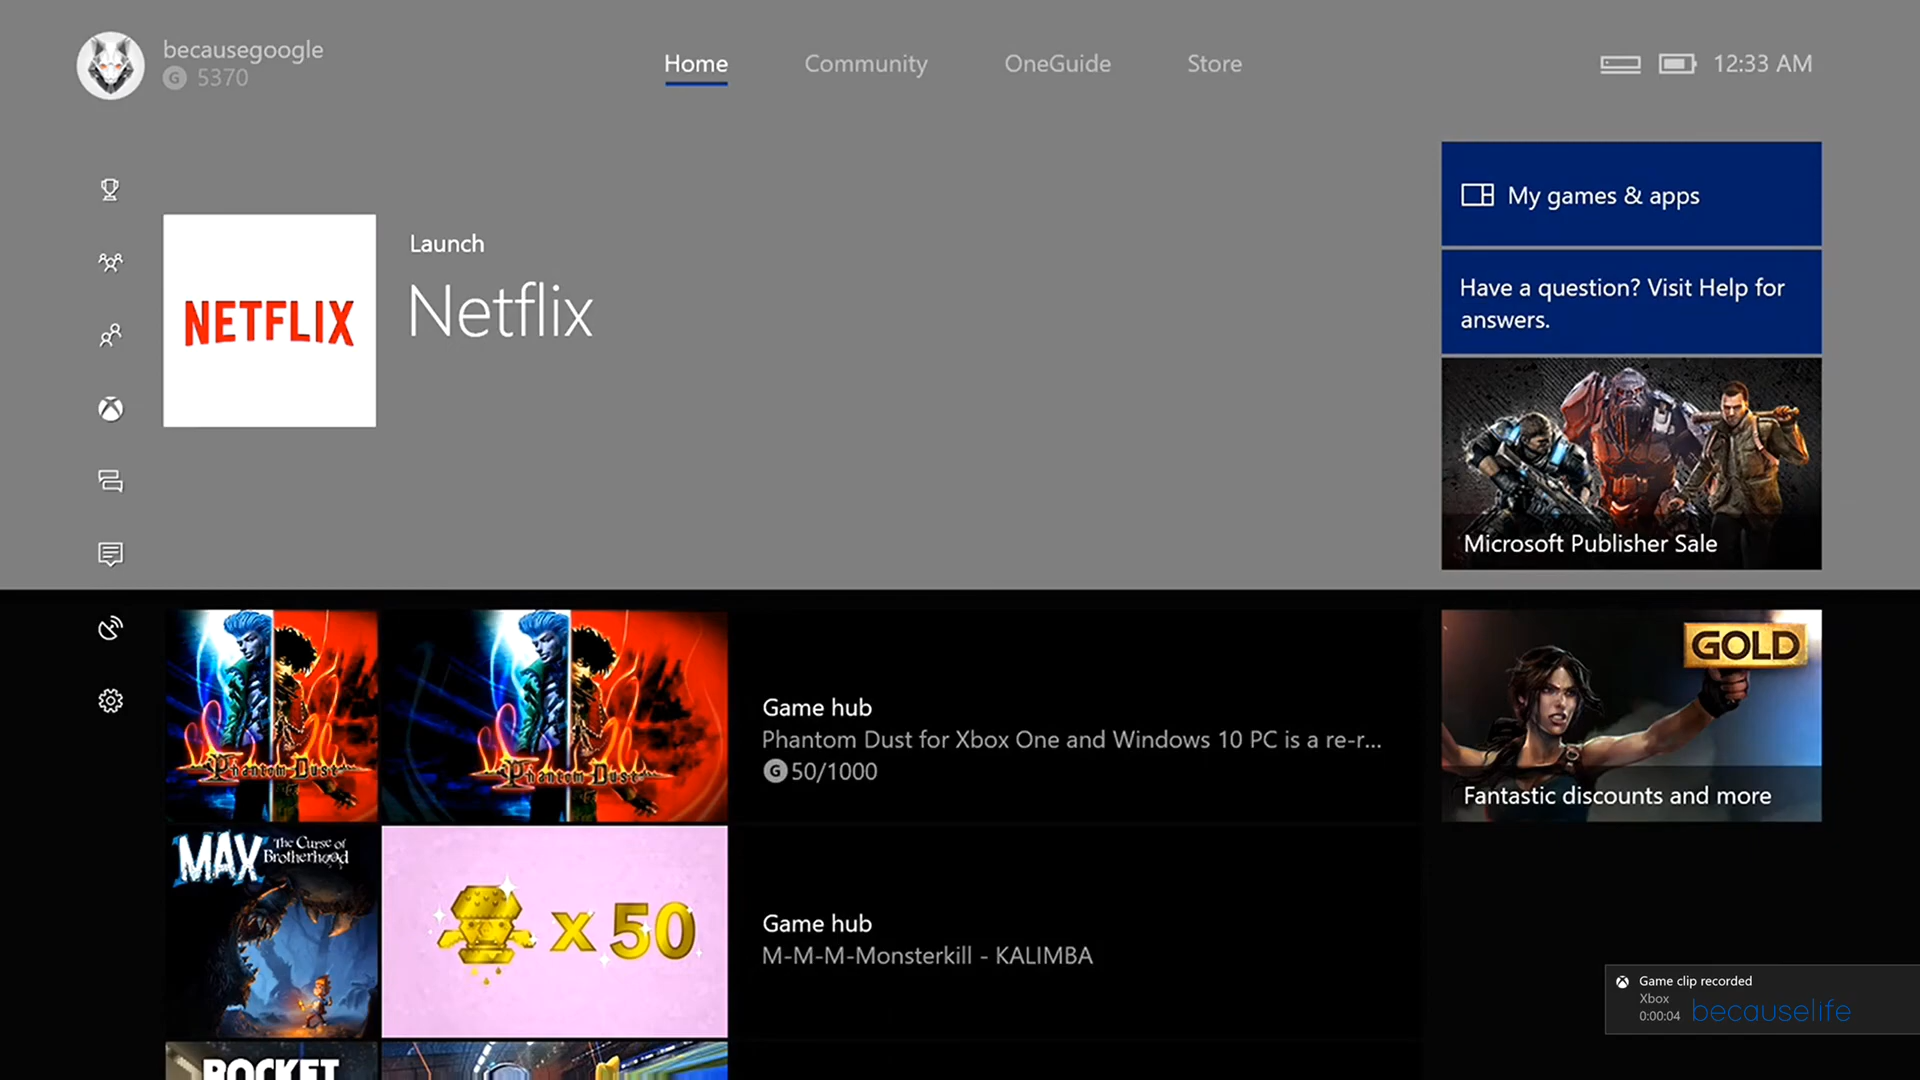 becausegoogle
G 5370
Home
Community
OneGuide
Store
12:33 AM
My games & apps
Have a question? Visit Help for
answers.
NETFLIX
Launch
Netflix
Microsoft Publisher Sale
Phantom Dust
Phantom Dust
Game hub
Phantom Dust for Xbox One and Windows 10 PC is a re-r...
G 50/1000
GOLD
Fantastic discounts and more
MAX The Curse of
Brotherhood
x 50
Game hub
M-M-M-Monsterkill - KALIMBA
Game clip recorded
Xbox
0:00:04
becauselife
ROCKET